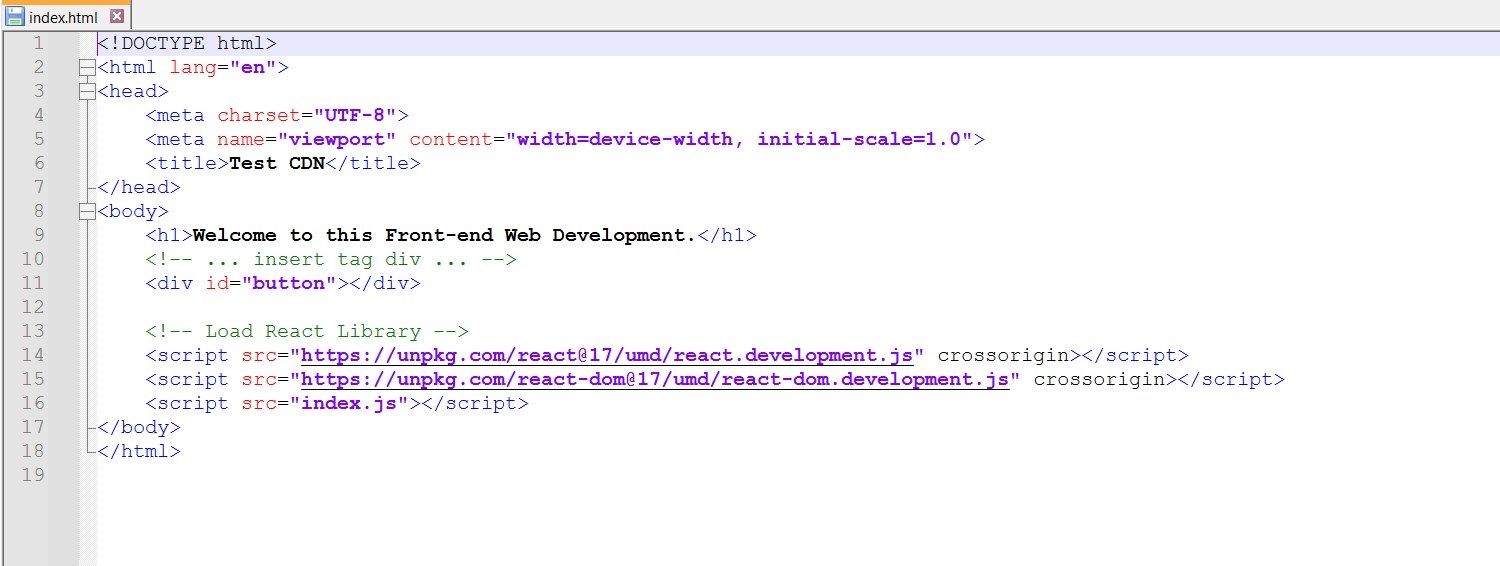 index.html
1 <!DOCTYPE html>
2 <html lang="en">
3 <head>
4 <meta charset="UTF-8">
5 <meta name="viewport" content="width=device-width, initial-scale=1.0">
6 <title>Test CDN</title>
7 </head>
8 <body>
9 <h1>Welcome to this Front-end Web Development.</h1>
10 <!-- ... insert tag div ... -->
11 <div id="button"></div>
12
13 <!-- Load React Library -->
14 <script src="https://unpkg.com/react@17/umd/react.development.js" crossorigin></script>
15 <script src="https://unpkg.com/react-dom@17/umd/react-dom.development.js" crossorigin></script>
16 <script src="index.js"></script>
17 </body>
18 </html>
19